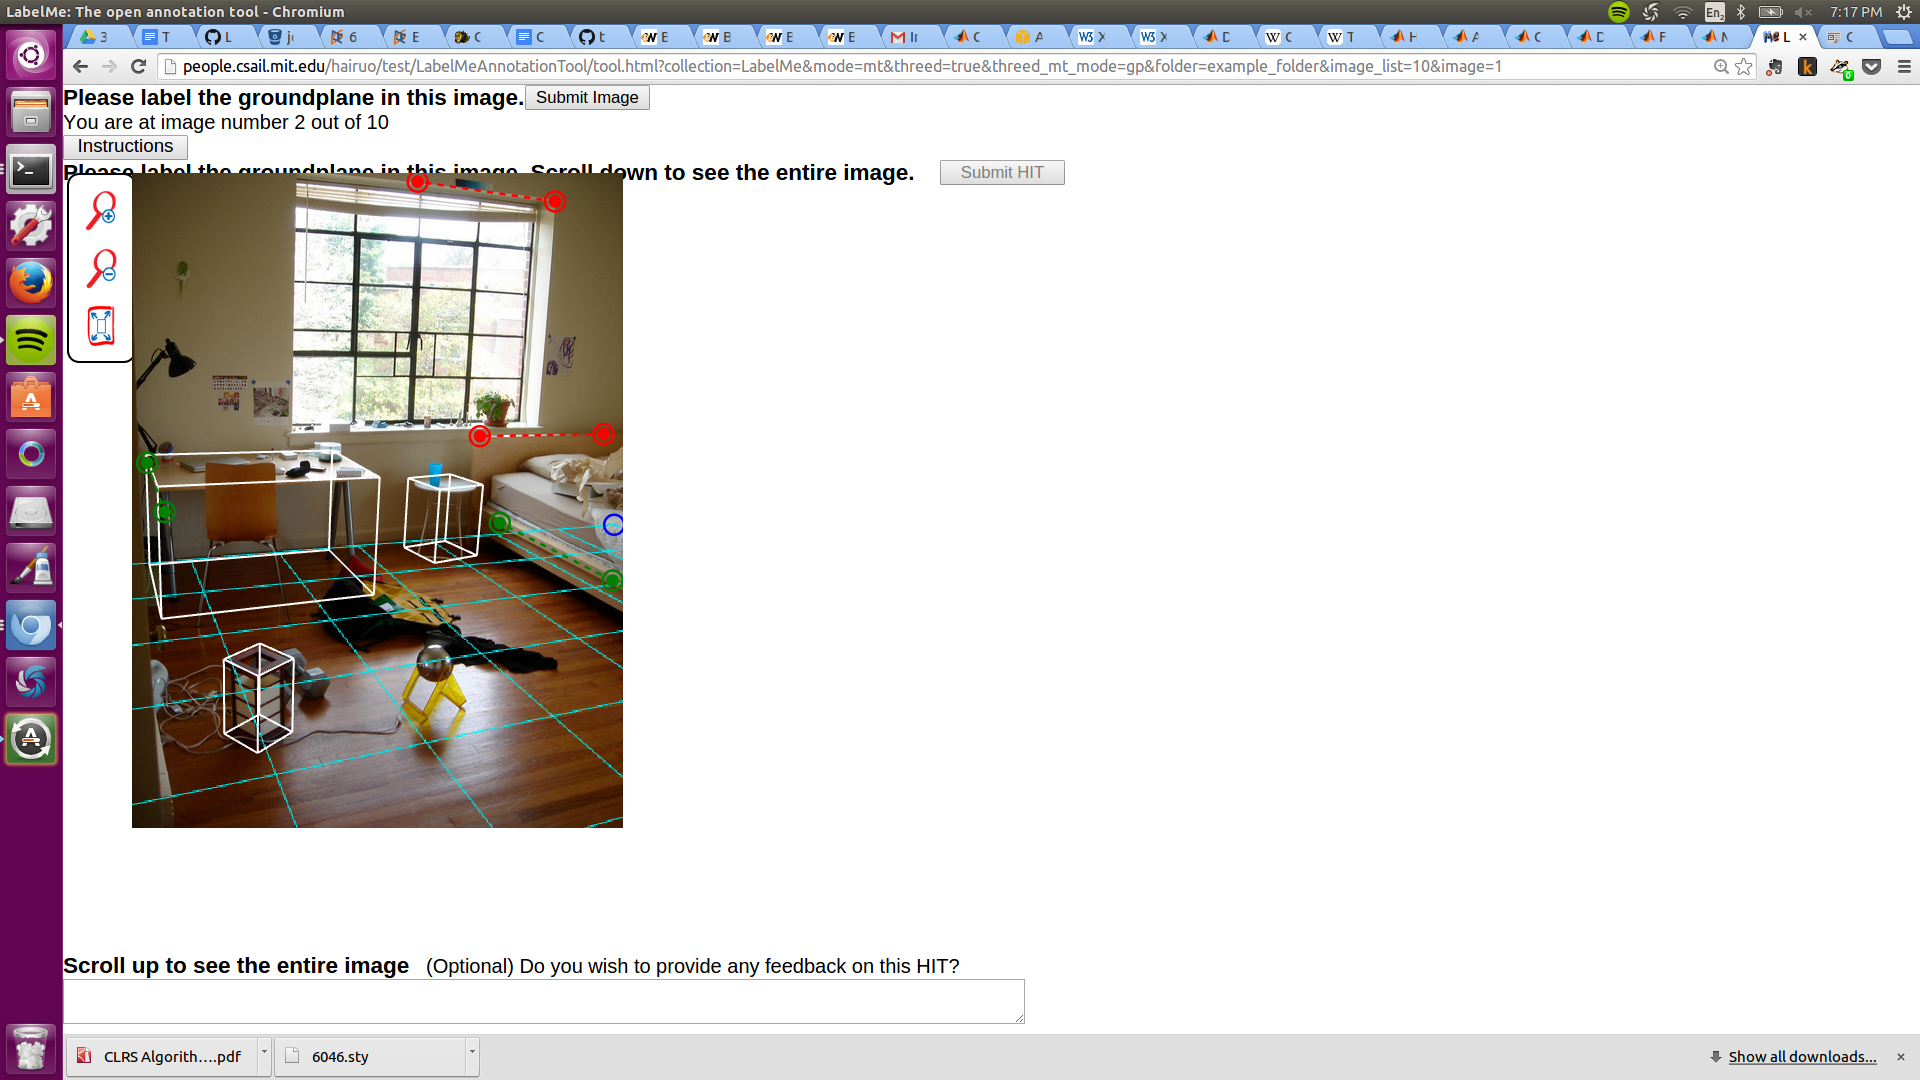 LabelMe: The open annotation tool - Chromium
En2 7:17 PM
3 T L j( 6 E C C t E B E E Ir C A X X D C T H A C D F N L × C
people.csail.mit.edu/hairuo/test/LabelMeAnnotationTool/tool.html?collection=LabelMe&mode=mt&threed=true&threed_mt_mode=gp&folder=example_folder&image_list=10&image=1
Please label the groundplane in this image. Submit Image
You are at image number 2 out of 10
Instructions
Please label the groundplane in this image. Scroll down to see the entire image. Submit HIT
Scroll up to see the entire image (Optional) Do you wish to provide any feedback on this HIT?
CLRS Algorith....pdf 6046.sty Show all downloads... ×